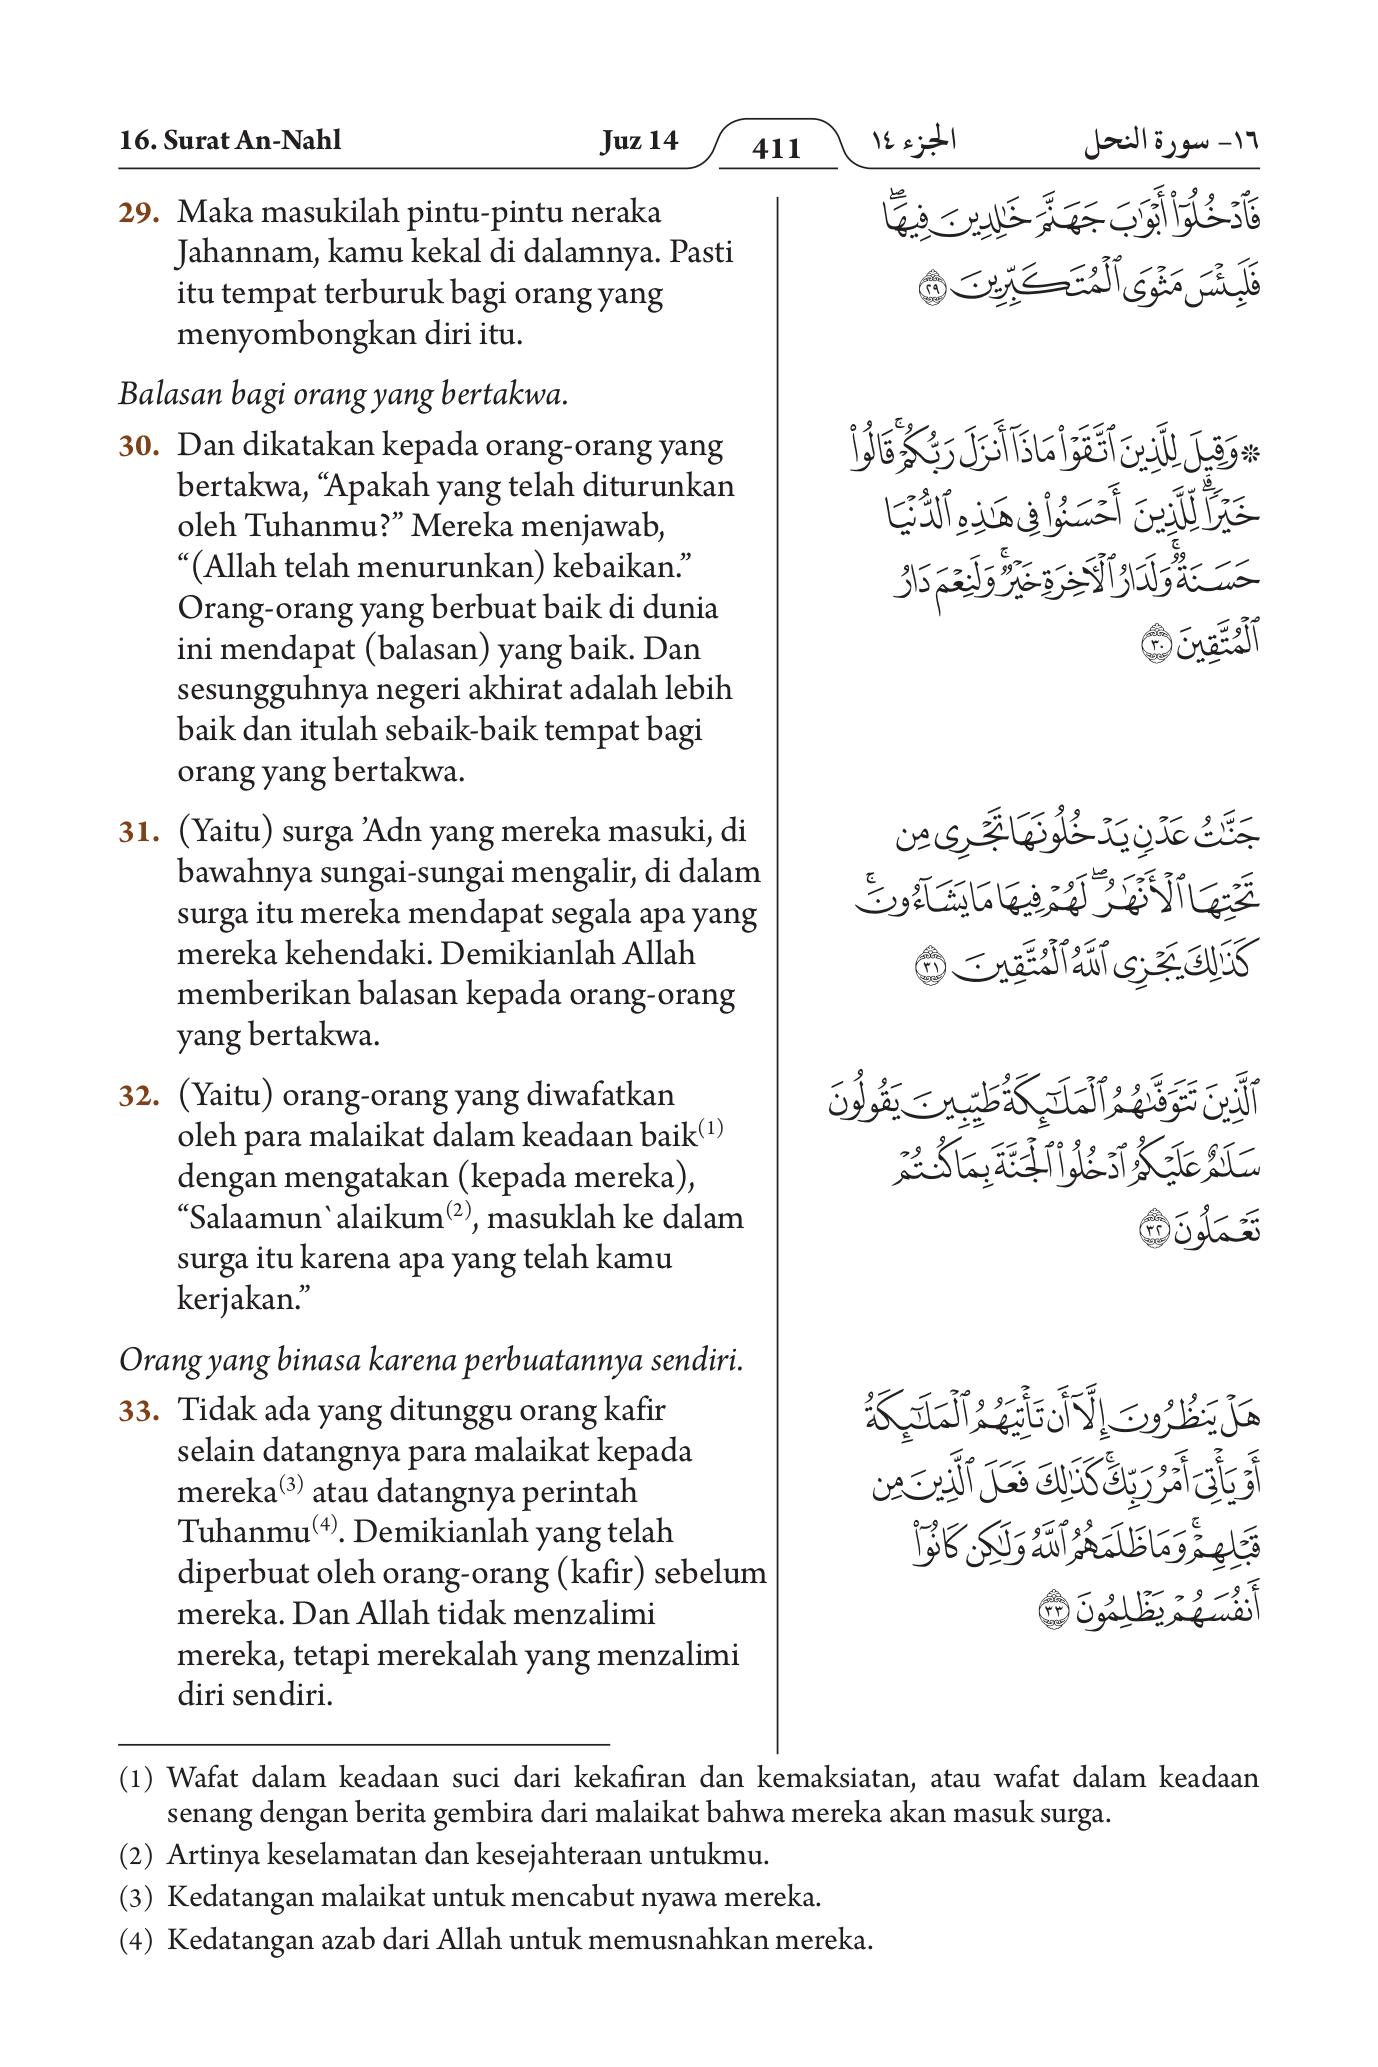 16. Surat An-Nahl
Juz 14
411
الجزء ١٤
١٦- سورة النحل
29. Maka masukilah pintu-pintu neraka
Jahannam, kamu kekal di dalamnya. Pasti
itu tempat terburuk bagi orang yang
menyombongkan diri itu.
Balasan bagi orang yang bertakwa.
30. Dan dikatakan kepada orang-orang yang
bertakwa, “Apakah yang telah diturunkan
oleh Tuhanmu?” Mereka menjawab,
“(Allah telah menurunkan) kebaikan.”
Orang-orang yang berbuat baik di dunia
ini mendapat (balasan) yang baik. Dan
sesungguhnya negeri akhirat adalah lebih
baik dan itulah sebaik-baik tempat bagi
orang yang bertakwa.
31. (Yaitu) surga ’Adn yang mereka masuki, di
bawahnya sungai-sungai mengalir, di dalam
surga itu mereka mendapat segala apa yang
mereka kehendaki. Demikianlah Allah
memberikan balasan kepada orang-orang
yang bertakwa.
32. (Yaitu) orang-orang yang diwafatkan
oleh para malaikat dalam keadaan baik(1)
dengan mengatakan (kepada mereka),
“Salaamun`alaikum(2), masuklah ke dalam
surga itu karena apa yang telah kamu
kerjakan.”
Orang yang binasa karena perbuatannya sendiri.
33. Tidak ada yang ditunggu orang kafir
selain datangnya para malaikat kepada
mereka(3) atau datangnya perintah
Tuhanmu(4). Demikianlah yang telah
diperbuat oleh orang-orang (kafir) sebelum
mereka. Dan Allah tidak menzalimi
mereka, tetapi merekalah yang menzalimi
diri sendiri.
فَٱدۡخُلُوٓاْ أَبۡوَٰبَ جَهَنَّمَ خَٰلِدِينَ فِيهَاۖ
فَلَبِئۡسَ مَثۡوَى ٱلۡمُتَكَبِّرِينَ ٢٩
۞وَقِيلَ لِلَّذِينَ ٱتَّقَوۡاْ مَاذَآ أَنزَلَ رَبُّكُمۡۚ قَالُواْ
خَيۡرٗاۗ لِّلَّذِينَ أَحۡسَنُواْ فِي هَٰذِهِ ٱلدُّنۡيَا
حَسَنَةٞۚ وَلَدَارُ ٱلۡأٓخِرَةِ خَيۡرٞۚ وَلَنِعۡمَ دَارُ
ٱلۡمُتَّقِينَ ٣٠
جَنَّٰتُ عَدۡنٖ يَدۡخُلُونَهَا تَجۡرِي مِن
تَحۡتِهَا ٱلۡأَنۡهَٰرُۖ لَهُمۡ فِيهَا مَا يَشَآءُونَۚ
كَذَٰلِكَ يَجۡزِي ٱللَّهُ ٱلۡمُتَّقِينَ ٣١
ٱلَّذِينَ تَتَوَفَّىٰهُمُ ٱلۡمَلَٰٓئِكَةُ طَيِّبِينَ يَقُولُونَ
سَلَٰمٌ عَلَيۡكُمُ ٱدۡخُلُواْ ٱلۡجَنَّةَ بِمَا كُنتُمۡ
تَعۡمَلُونَ ٣٢
هَلۡ يَنظُرُونَ إِلَّآ أَن تَأۡتِيَهُمُ ٱلۡمَلَٰٓئِكَةُ
أَوۡ يَأۡتِيَ أَمۡرُ رَبِّكَۚ كَذَٰلِكَ فَعَلَ ٱلَّذِينَ مِن
قَبۡلِهِمۡۚ وَمَا ظَلَمَهُمُ ٱللَّهُ وَلَٰكِن كَانُوٓاْ
أَنفُسَهُمۡ يَظۡلِمُونَ ٣٣
(1) Wafat dalam keadaan suci dari kekafiran dan kemaksiatan, atau wafat dalam keadaan
senang dengan berita gembira dari malaikat bahwa mereka akan masuk surga.
(2) Artinya keselamatan dan kesejahteraan untukmu.
(3) Kedatangan malaikat untuk mencabut nyawa mereka.
(4) Kedatangan azab dari Allah untuk memusnahkan mereka.